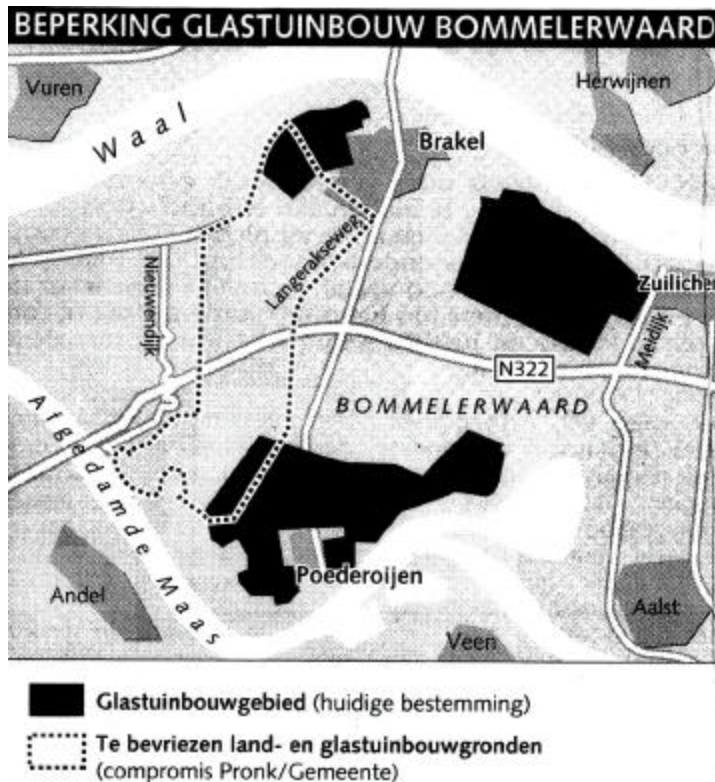 BEPERKING GLASTUINBOUW BOMMELERWAARD
Vuren
Herwijnen
Waal
Brakel
Langerakseweg
Nieuwendijk
Zuilichem
Meidijk
N322
BOMMELERWAARD
Afgedamde Maas
Poederoijen
Andel
Aalst
Veen
Glastuinbouwgebied (huidige bestemming)
Te bevriezen land- en glastuinbouwgronden
(compromis Pronk/Gemeente)